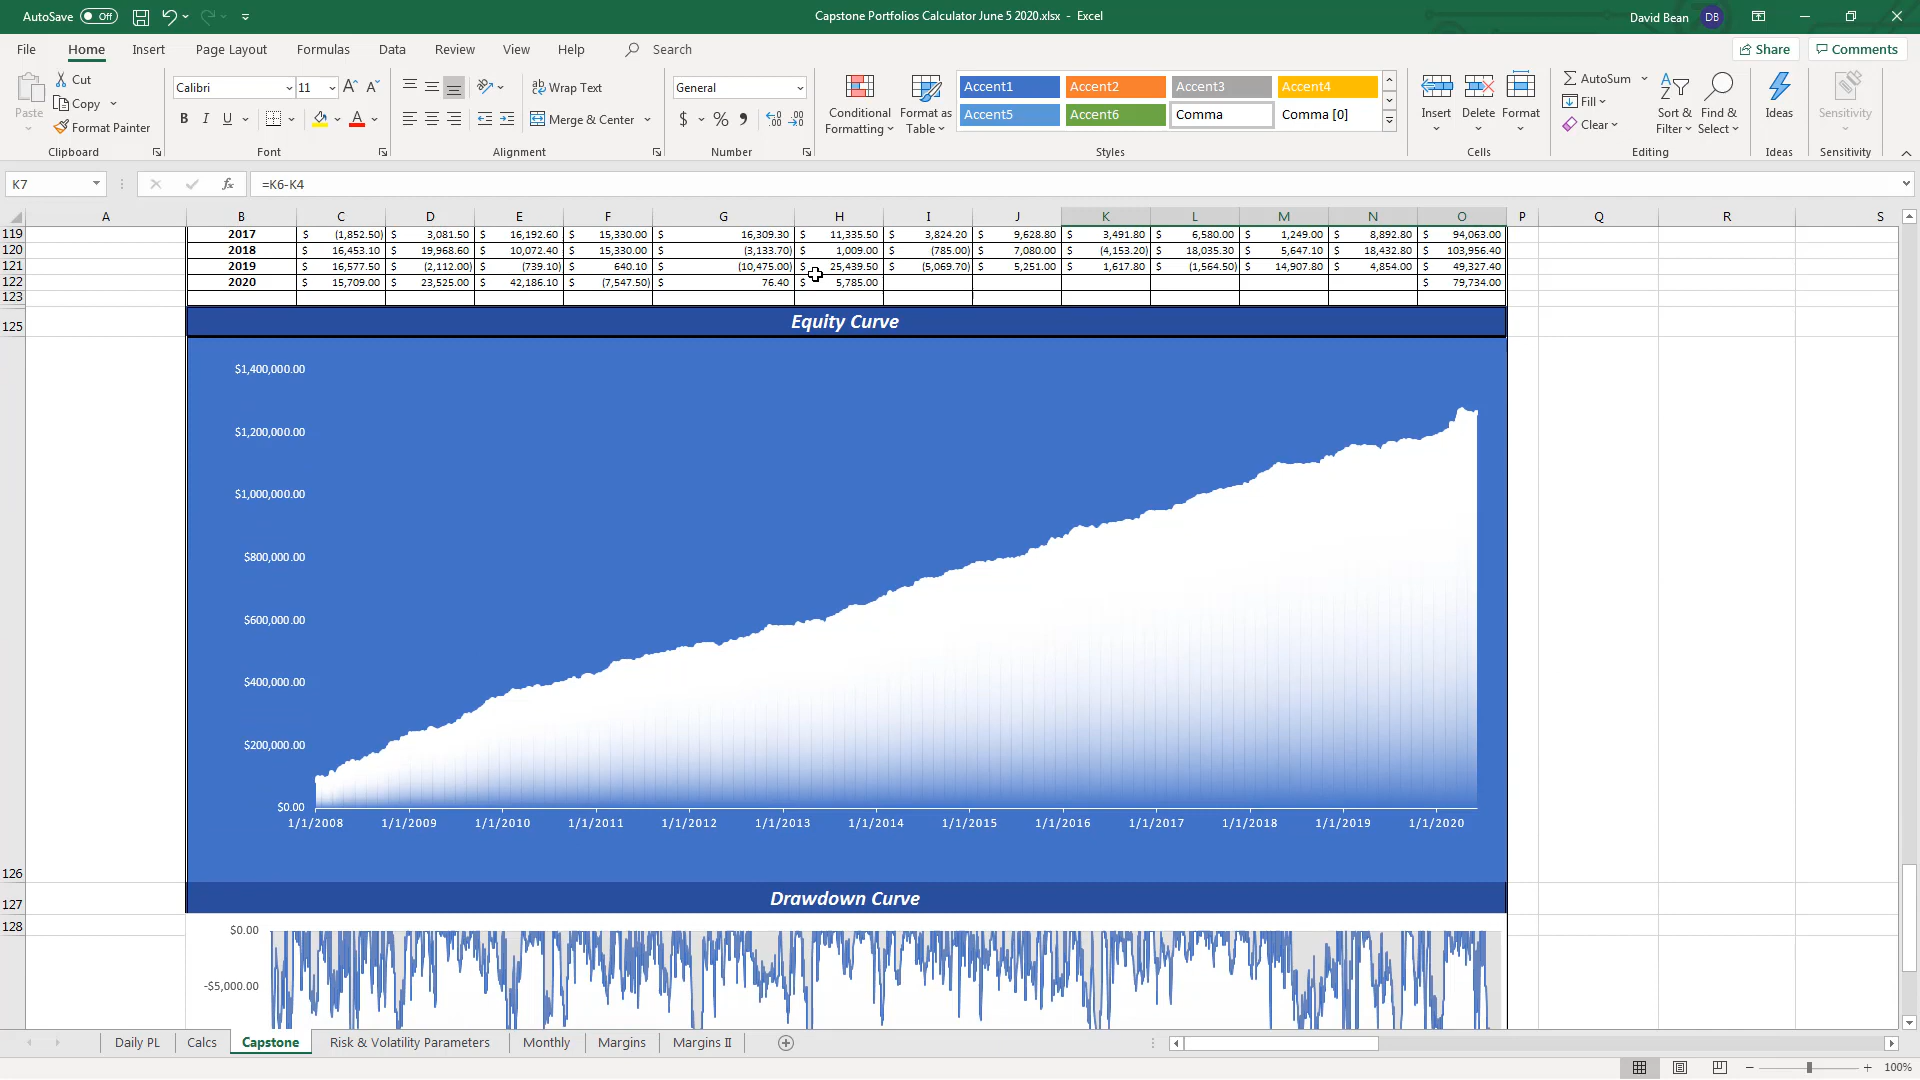 AutoSave Off Capstone Portfolios Calculator June 5 2020.xlsx - Excel David Bean DB
File Home Insert Page Layout Formulas Data Review View Help Search Share Comments
Paste Cut Copy Format Painter Clipboard
Calibri 11 A A B I U A Font
ab Wrap Text Merge & Center Alignment
General $ % , Number
Conditional Formatting Format as Table
Accent1 Accent2 Accent3 Accent4
Accent5 Accent6 Comma Comma [0]
Styles
Insert Delete Format Cells
AutoSum Fill Clear Sort & Filter Find & Select Editing
Ideas Ideas
Sensitivity Sensitivity
K7 fx =K6-K4
A B C D E F G H I J K L M N O P Q R S
119 2017 $ (1,852.50) $ 3,081.50 $ 16,192.60 $ 15,330.00 $ 16,309.30 $ 11,335.50 $ 3,824.20 $ 9,628.80 $ 3,491.80 $ 6,580.00 $ 1,249.00 $ 8,892.80 $ 94,063.00
120 2018 $ 16,453.10 $ 19,968.60 $ 10,072.40 $ 15,330.00 $ (3,133.70) $ 1,009.00 $ (785.00) $ 7,080.00 $ (4,153.20) $ 18,035.30 $ 5,647.10 $ 18,432.80 $ 103,956.40
121 2019 $ 16,577.50 $ (2,112.00) $ (739.10) $ 640.10 $ (10,475.00) $ 25,439.50 $ (5,069.70) $ 5,251.00 $ 1,617.80 $ (1,564.50) $ 14,907.80 $ 4,854.00 $ 49,327.40
122 2020 $ 15,709.00 $ 23,525.00 $ 42,186.10 $ (7,547.50) $ 76.40 $ 5,785.00 $ 79,734.00
123
125 Equity Curve
$1,400,000.00
$1,200,000.00
$1,000,000.00
$800,000.00
$600,000.00
$400,000.00
$200,000.00
$0.00
1/1/2008 1/1/2009 1/1/2010 1/1/2011 1/1/2012 1/1/2013 1/1/2014 1/1/2015 1/1/2016 1/1/2017 1/1/2018 1/1/2019 1/1/2020
126
127 Drawdown Curve
128
$0.00
-$5,000.00
Daily PL Calcs Capstone Risk & Volatility Parameters Monthly Margins Margins II
100%